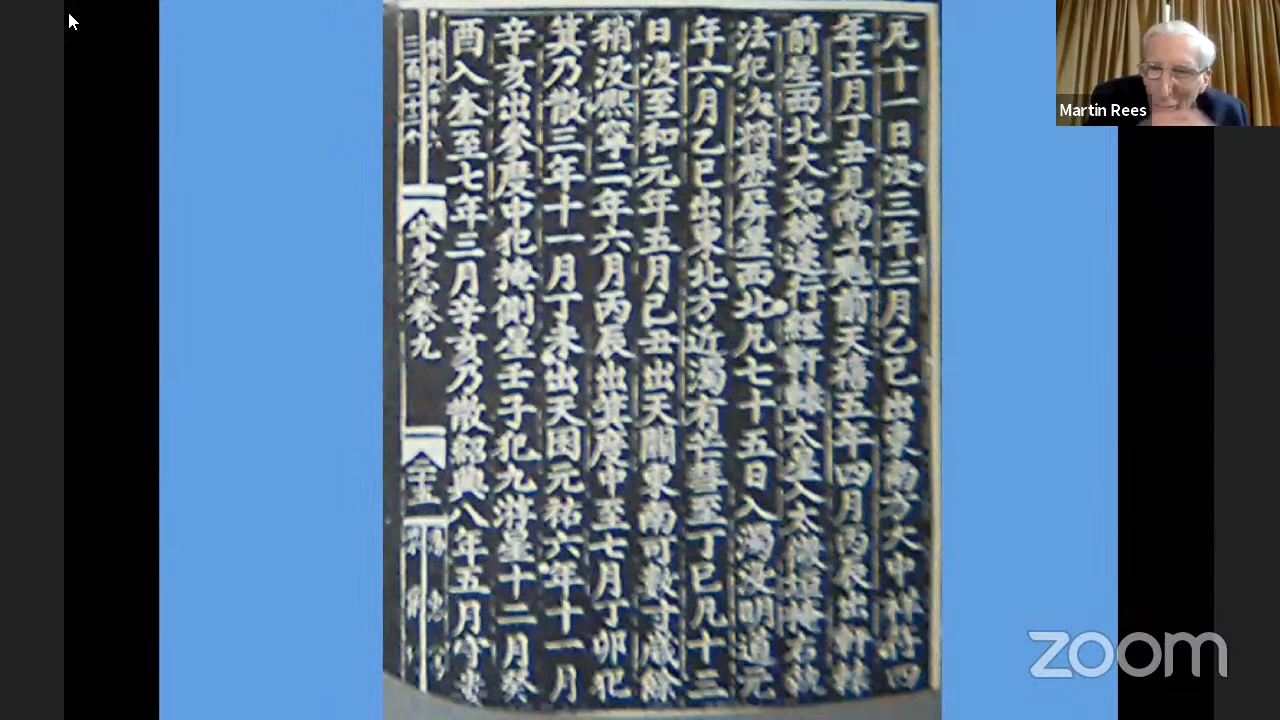 凡十一日沒三年三月乙巳出東南方大中祥符四
年正月丁丑見南斗魁前天禧五年四月丙辰出軒轅
前星西北大如桃速行經軒轅大星入太微垣掩右執
法犯次將歷屏星西北凡七十五日入濁沒明道元
年六月乙巳出東北方近濁有芒彗至丁巳凡十三
日沒至和元年五月己丑出天關東南可數寸歲餘
稍沒熙寧二年六月丙辰出箕度中至七月丁卯犯
箕乃散三年十一月丁未出天囷元祐六年十一月
辛亥出參度中犯掩側星壬子犯九斿星十二月癸
酉入奎至七年三月辛亥乃散紹興八年五月守婁
宋史志卷九
Martin Rees
zoom